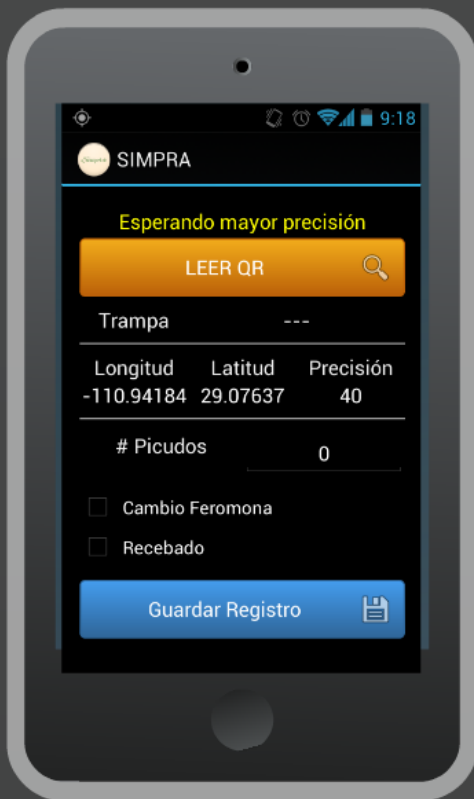 9:18
SIMPRA
Esperando mayor precisión
LEER QR
Trampa ---
Longitud Latitud Precisión
-110.94184 29.07637 40
# Picudos 0
Cambio Feromona
Recebado
Guardar Registro